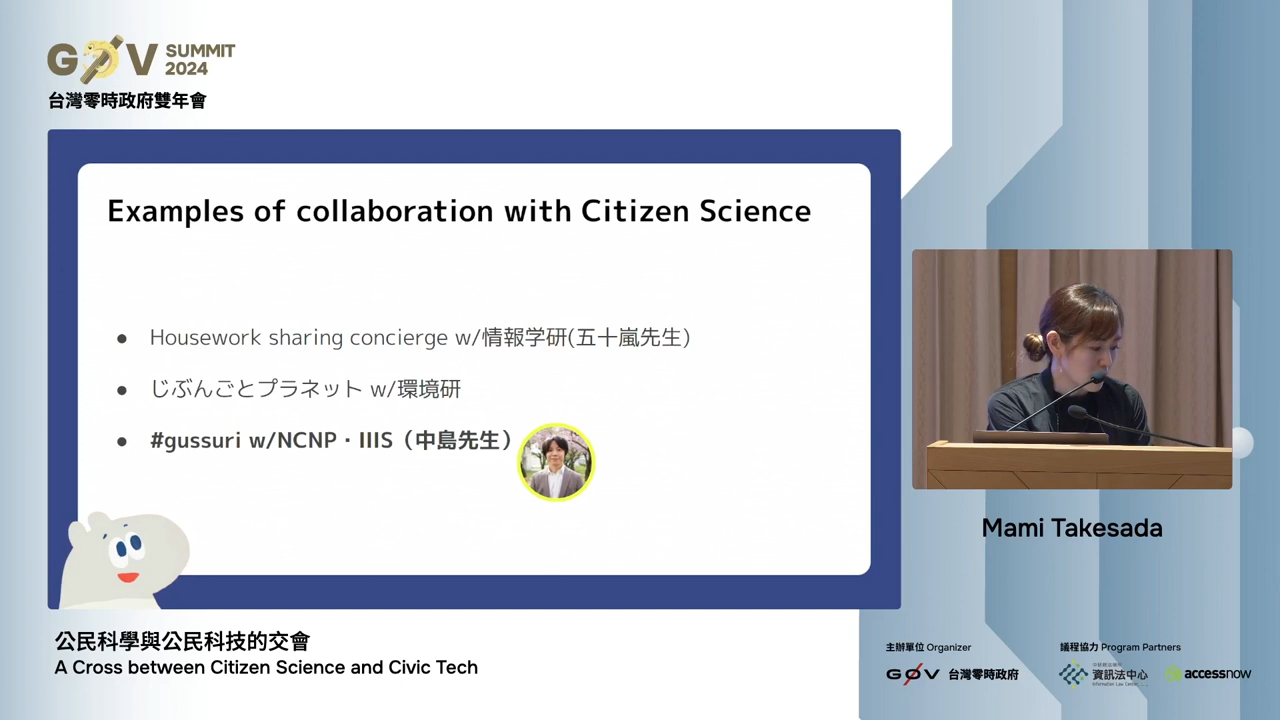 GØV SUMMIT 2024
台灣零時政府雙年會
Examples of collaboration with Citizen Science
● Housework sharing concierge w/情報学研(五十嵐先生)
● じぶんごとプラネット w/環境研
● #gussuri w/NCNP・IIIS（中島先生）
Mami Takesada
公民科學與公民科技的交會
A Cross between Citizen Science and Civic Tech
主辦單位 Organizer
GØV 台灣零時政府
議程協力 Program Partners
資訊法中心
accessnow